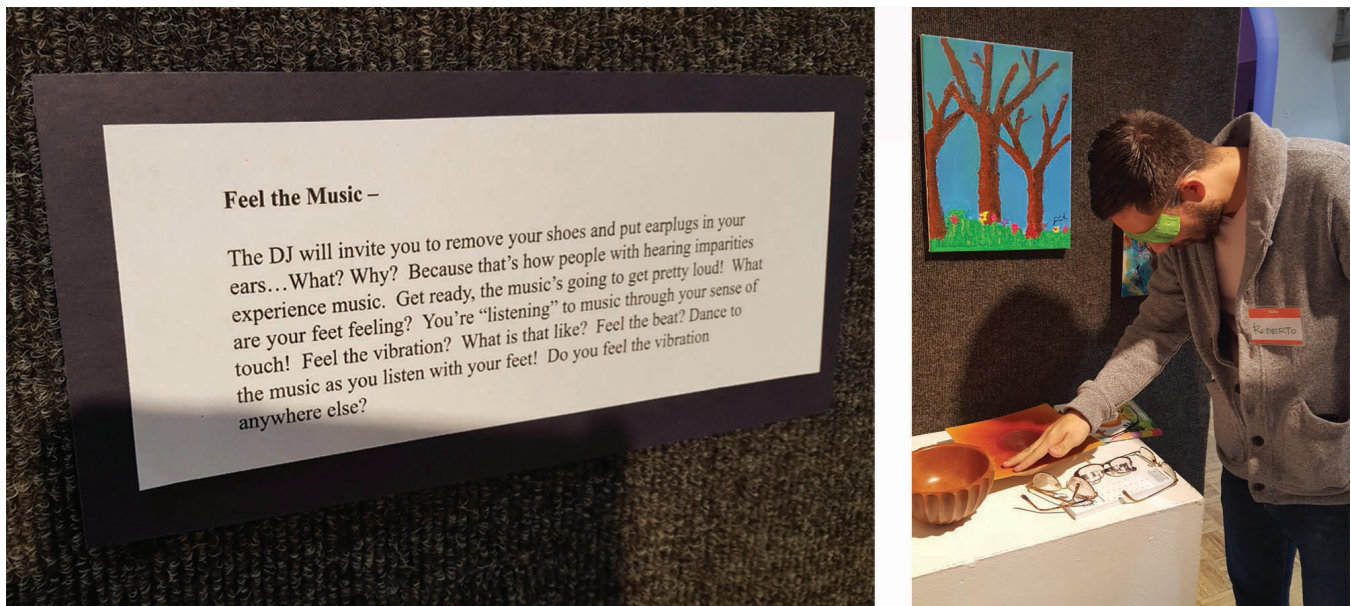 Feel the Music –
The DJ will invite you to remove your shoes and put earplugs in your
ears…What? Why? Because that’s how people with hearing imparities
experience music. Get ready, the music’s going to get pretty loud! What
are your feet feeling? You’re “listening” to music through your sense of
touch! Feel the vibration? What is that like? Feel the beat? Dance to
the music as you listen with your feet! Do you feel the vibration
anywhere else?
ROBERTO